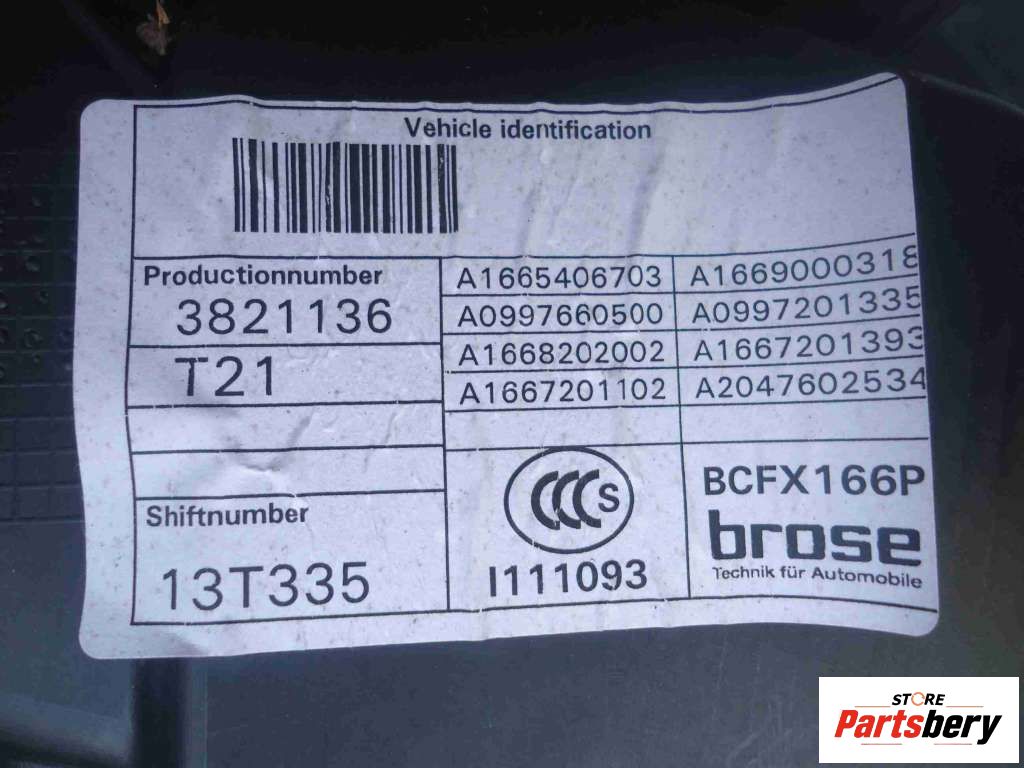 Vehicle identification
Productionnumber
3821136
T21
Shiftnumber
13T335
A1665406703
A0997660500
A1668202002
A1667201102
A1669000318
A0997201335
A1667201393
A2047602534
CCC S
I111093
BCFX166P
brose
Technik für Automobile
STORE
Partsbery